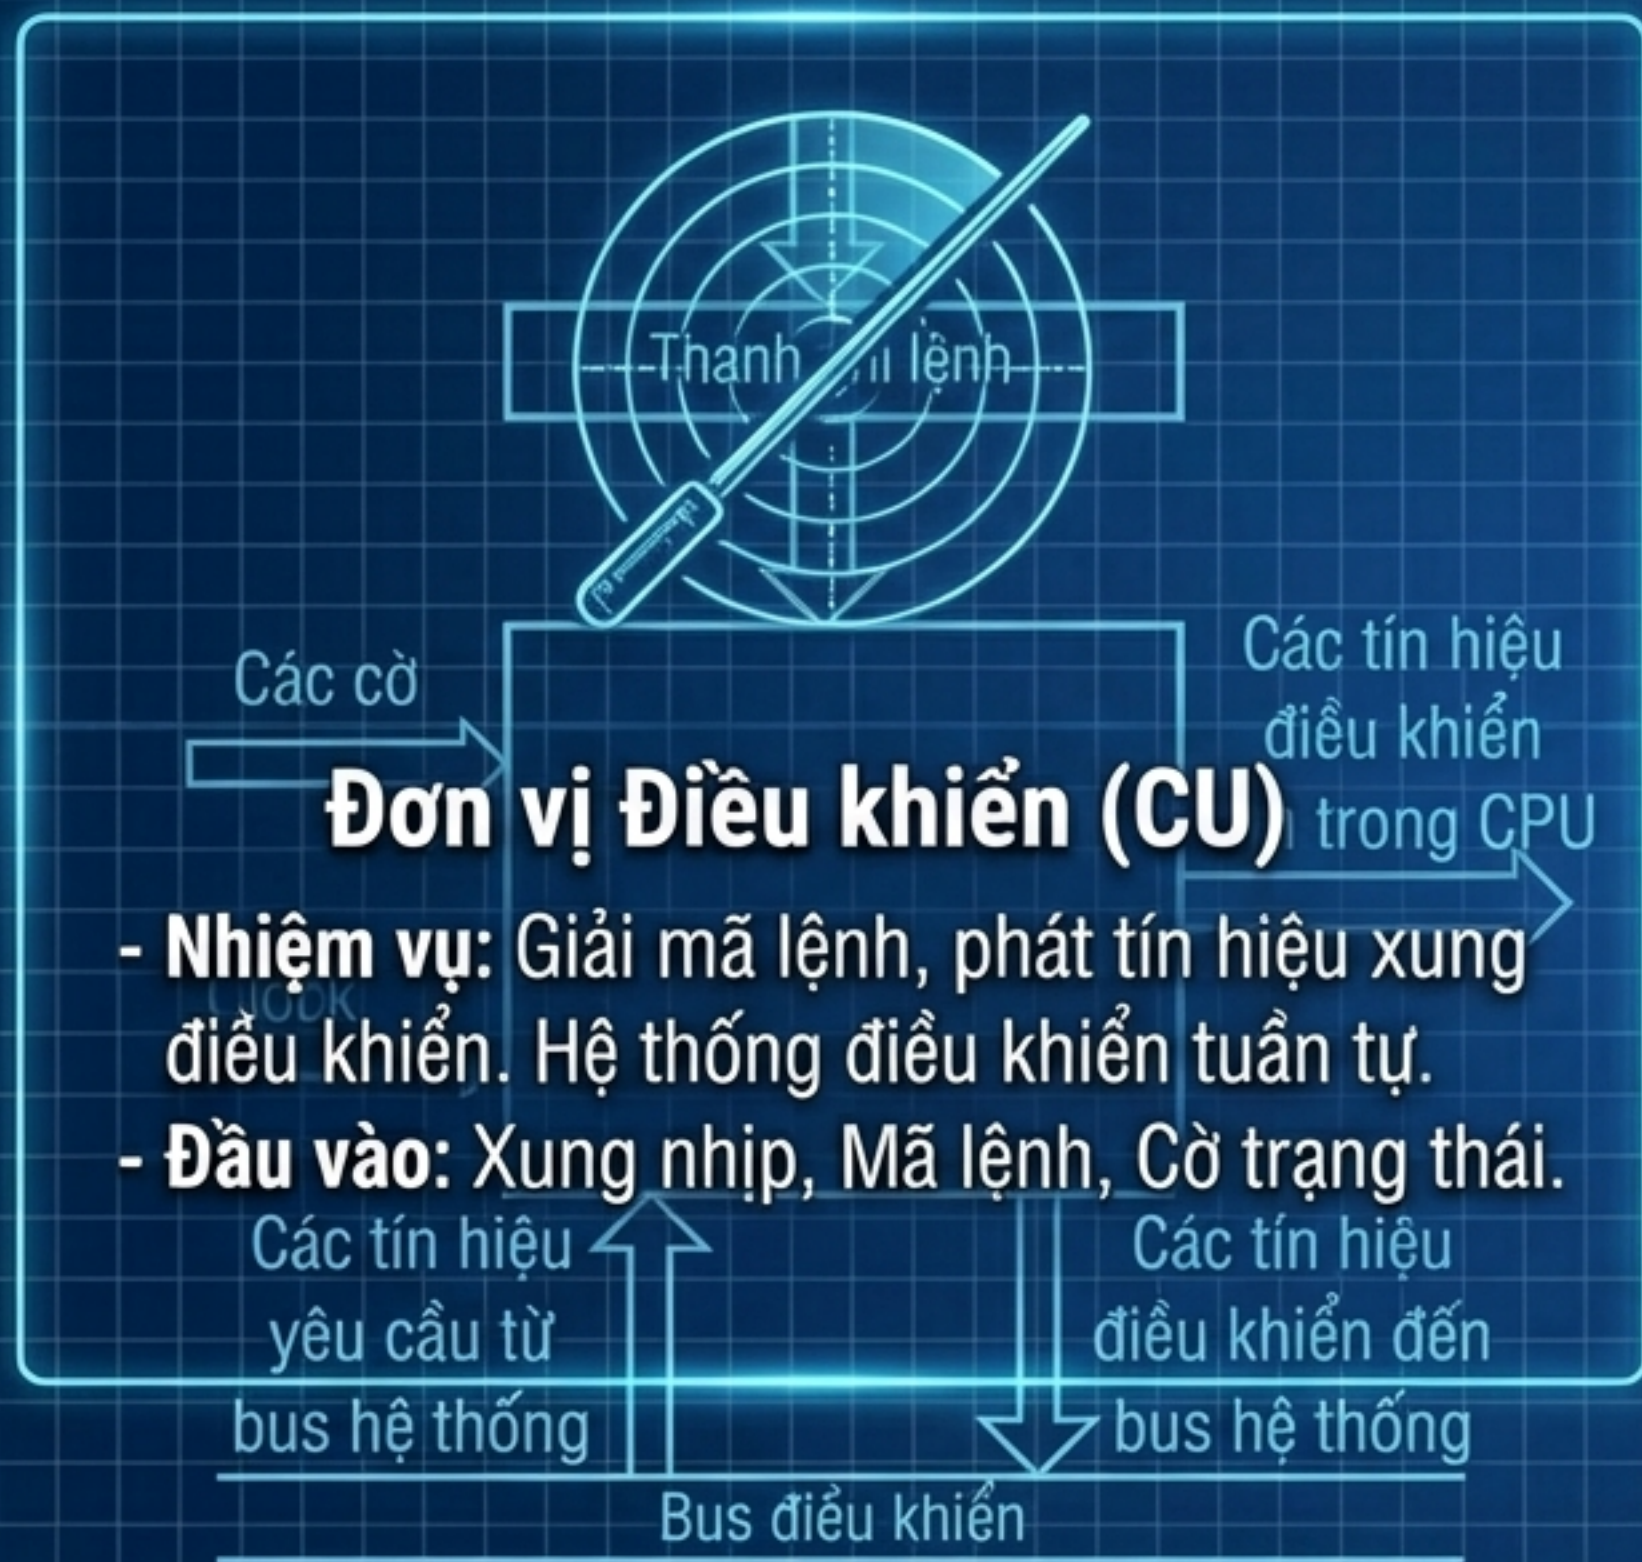 Thanh lệnh
Các cờ
Các tín hiệu
điều khiển
trong CPU
Đơn vị Điều khiển (CU)
- Nhiệm vụ: Giải mã lệnh, phát tín hiệu xung
điều khiển. Hệ thống điều khiển tuần tự.
- Đầu vào: Xung nhịp, Mã lệnh, Cờ trạng thái.
Các tín hiệu
yêu cầu từ
bus hệ thống
Các tín hiệu
điều khiển đến
bus hệ thống
Bus điều khiển